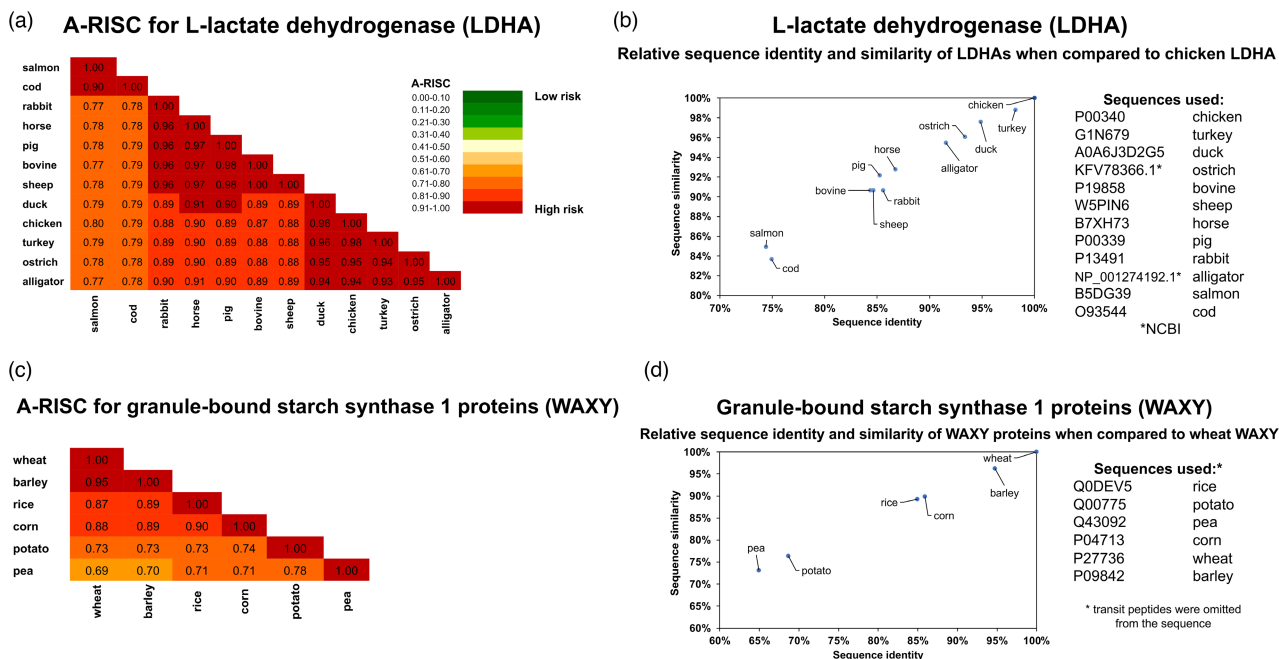 (a)
A-RISC for L-lactate dehydrogenase (LDHA)
salmon 1.00
cod 0.90 1.00
rabbit 0.77 0.78 1.00
horse 0.78 0.78 0.96 1.00
pig 0.78 0.79 0.96 0.97 1.00
bovine 0.77 0.79 0.96 0.97 0.98 1.00
sheep 0.78 0.79 0.96 0.97 0.98 1.00 1.00
duck 0.79 0.79 0.89 0.91 0.90 0.89 0.89 1.00
chicken 0.80 0.79 0.88 0.90 0.89 0.87 0.88 0.98 1.00
turkey 0.79 0.79 0.89 0.90 0.89 0.88 0.88 0.96 0.98 1.00
ostrich 0.78 0.78 0.89 0.90 0.89 0.88 0.88 0.95 0.95 0.94 1.00
alligator 0.77 0.78 0.90 0.91 0.90 0.89 0.89 0.94 0.94 0.93 0.95 1.00
salmon cod rabbit horse pig bovine sheep duck chicken turkey ostrich alligator
A-RISC
0.00-0.10 Low risk
0.11-0.20
0.21-0.30
0.31-0.40
0.41-0.50
0.51-0.60
0.61-0.70
0.71-0.80
0.81-0.90
0.91-1.00 High risk
(b)
L-lactate dehydrogenase (LDHA)
Relative sequence identity and similarity of LDHAs when compared to chicken LDHA
Sequence similarity
100%
98%
96%
94%
92%
90%
88%
86%
84%
82%
80%
chicken
turkey
ostrich
duck
alligator
horse
pig
bovine
rabbit
sheep
salmon
cod
70% 75% 80% 85% 90% 95% 100%
Sequence identity
Sequences used:
P00340 chicken
G1N679 turkey
A0A6J3D2G5 duck
KFV78366.1* ostrich
P19858 bovine
W5PIN6 sheep
B7XH73 horse
P00339 pig
P13491 rabbit
NP_001274192.1* alligator
B5DG39 salmon
O93544 cod
*NCBI
(c)
A-RISC for granule-bound starch synthase 1 proteins (WAXY)
wheat 1.00
barley 0.95 1.00
rice 0.87 0.89 1.00
corn 0.88 0.89 0.90 1.00
potato 0.73 0.73 0.73 0.74 1.00
pea 0.69 0.70 0.71 0.71 0.78 1.00
wheat barley rice corn potato pea
(d)
Granule-bound starch synthase 1 proteins (WAXY)
Relative sequence identity and similarity of WAXY proteins when compared to wheat WAXY
Sequence similarity
100%
95%
90%
85%
80%
75%
70%
65%
60%
wheat
barley
rice
corn
pea
potato
60% 65% 70% 75% 80% 85% 90% 95% 100%
Sequence identity
Sequences used:*
Q0DEV5 rice
Q00775 potato
Q43092 pea
P04713 corn
P27736 wheat
P09842 barley
* transit peptides were omitted
from the sequence